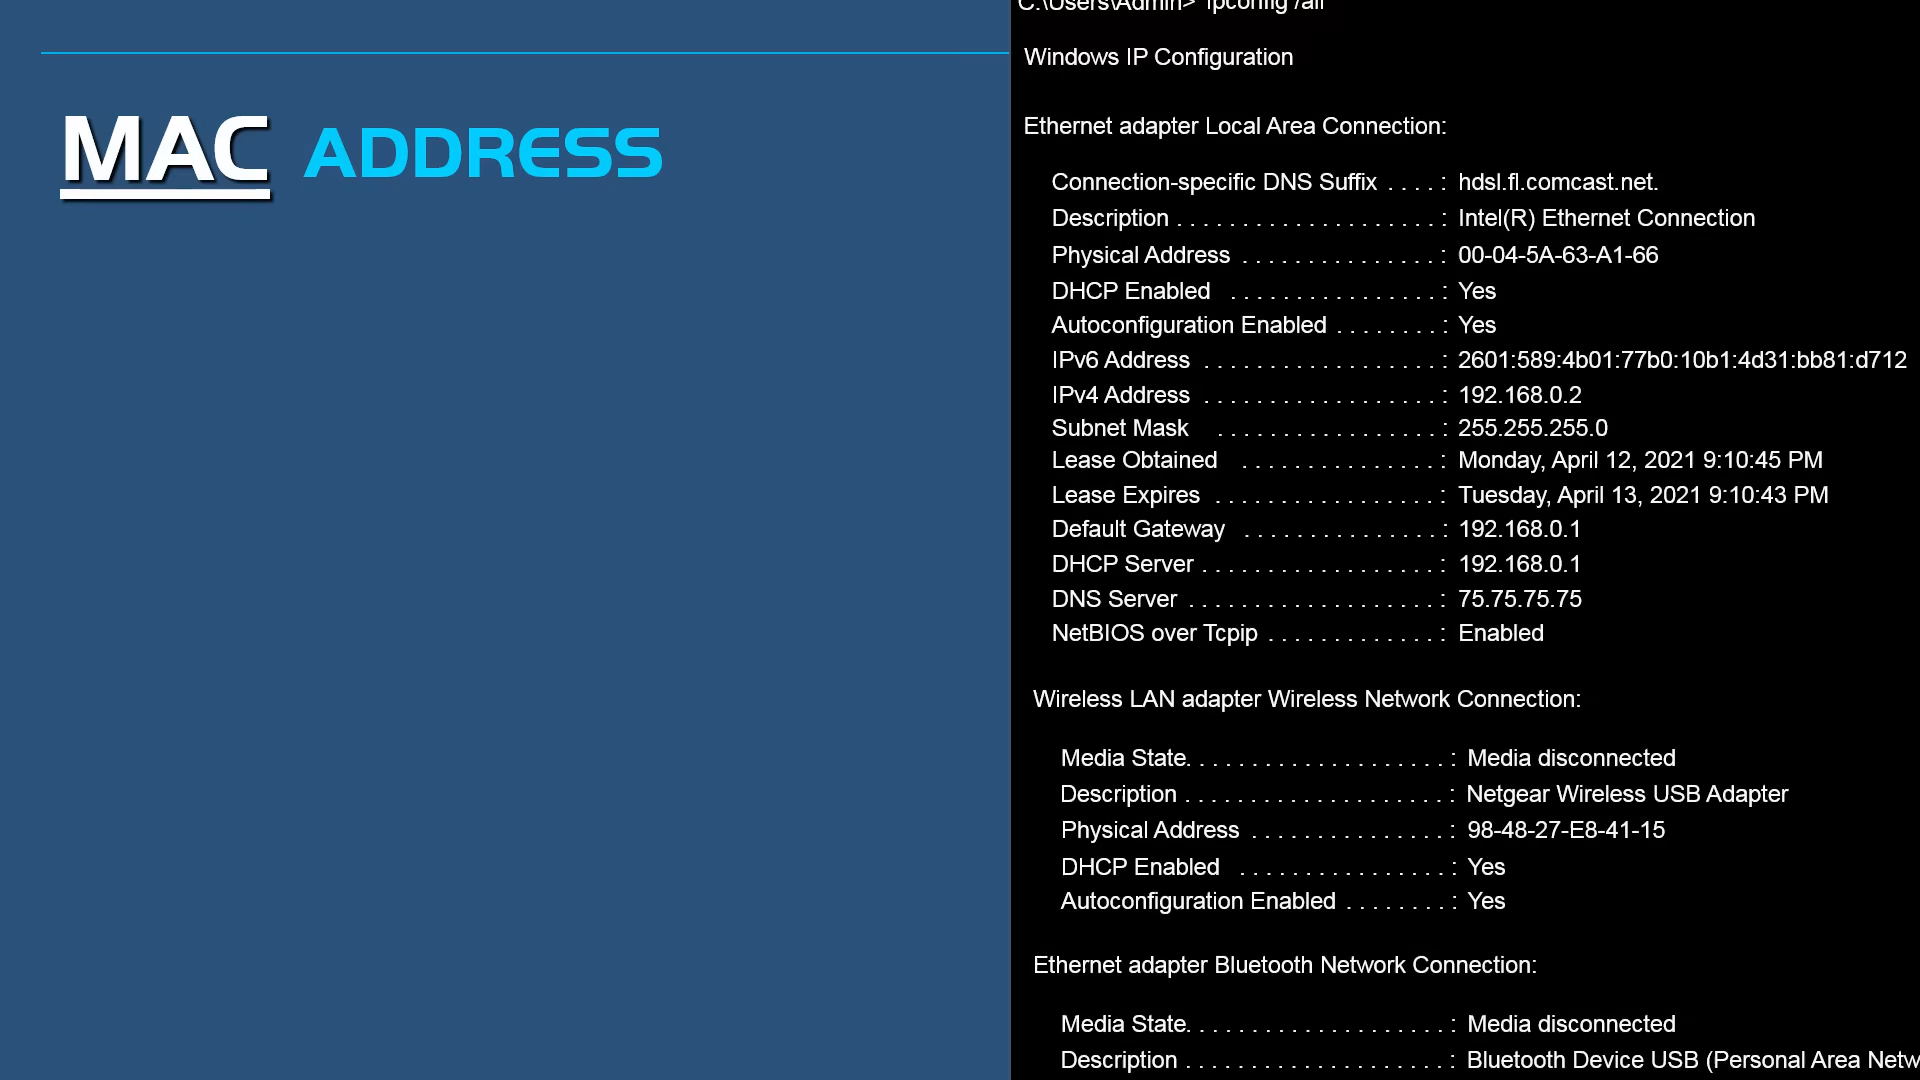 MAC ADDRESS
C:\Users\Admin> ipconfig /all
Windows IP Configuration
Ethernet adapter Local Area Connection:
Connection-specific DNS Suffix . . . . : hdsl.fl.comcast.net.
Description . . . . . . . . . . . . . . . . . . . . . : Intel(R) Ethernet Connection
Physical Address . . . . . . . . . . . . . . . : 00-04-5A-63-A1-66
DHCP Enabled . . . . . . . . . . . . . . . . : Yes
Autoconfiguration Enabled . . . . . . . . : Yes
IPv6 Address . . . . . . . . . . . . . . . . . . : 2601:589:4b01:77b0:10b1:4d31:bb81:d712
IPv4 Address . . . . . . . . . . . . . . . . . . : 192.168.0.2
Subnet Mask . . . . . . . . . . . . . . . . . : 255.255.255.0
Lease Obtained . . . . . . . . . . . . . . . : Monday, April 12, 2021 9:10:45 PM
Lease Expires . . . . . . . . . . . . . . . . . : Tuesday, April 13, 2021 9:10:43 PM
Default Gateway . . . . . . . . . . . . . . . : 192.168.0.1
DHCP Server . . . . . . . . . . . . . . . . . . : 192.168.0.1
DNS Server . . . . . . . . . . . . . . . . . . . : 75.75.75.75
NetBIOS over Tcpip . . . . . . . . . . . . . : Enabled
Wireless LAN adapter Wireless Network Connection:
Media State. . . . . . . . . . . . . . . . . . . . : Media disconnected
Description . . . . . . . . . . . . . . . . . . . . : Netgear Wireless USB Adapter
Physical Address . . . . . . . . . . . . . . . : 98-48-27-E8-41-15
DHCP Enabled . . . . . . . . . . . . . . . . : Yes
Autoconfiguration Enabled . . . . . . . . : Yes
Ethernet adapter Bluetooth Network Connection:
Media State. . . . . . . . . . . . . . . . . . . . : Media disconnected
Description . . . . . . . . . . . . . . . . . . . . : Bluetooth Device USB (Personal Area Netw